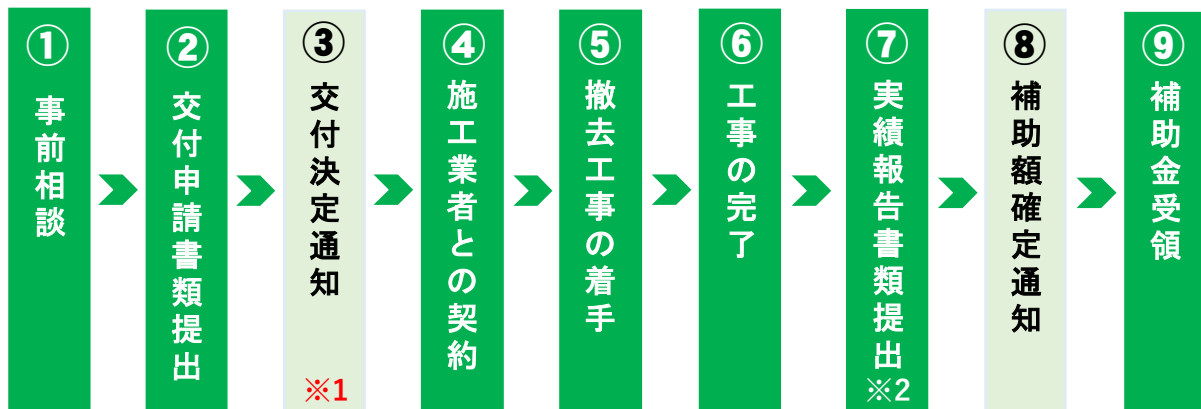 ①
事前相談
②
交付申請書類提出
③
交付決定通知
※1
④
施工業者との契約
⑤
撤去工事の着手
⑥
工事の完了
⑦
実績報告書類提出
※2
⑧
補助額確定通知
⑨
補助金受領